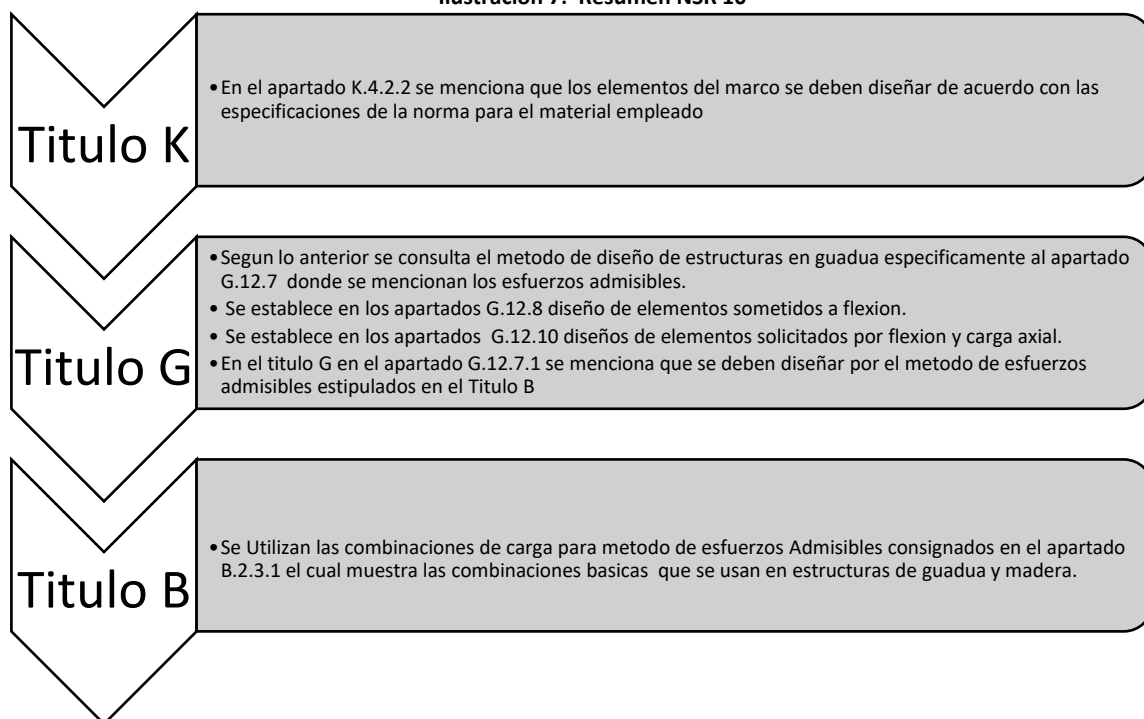 Ilustración 7. Resumen NSR 10
Titulo K
•En el apartado K.4.2.2 se menciona que los elementos del marco se deben diseñar de acuerdo con las
especificaciones de la norma para el material empleado
Titulo G
•Segun lo anterior se consulta el metodo de diseño de estructuras en guadua especificamente al apartado
G.12.7 donde se mencionan los esfuerzos admisibles.
• Se establece en los apartados G.12.8 diseño de elementos sometidos a flexion.
• Se establece en los apartados G.12.10 diseños de elementos solicitados por flexion y carga axial.
•En el titulo G en el apartado G.12.7.1 se menciona que se deben diseñar por el metodo de esfuerzos
admisibles estipulados en el Titulo B
Titulo B
•Se Utilizan las combinaciones de carga para metodo de esfuerzos Admisibles consignados en el apartado
B.2.3.1 el cual muestra las combinaciones basicas que se usan en estructuras de guadua y madera.